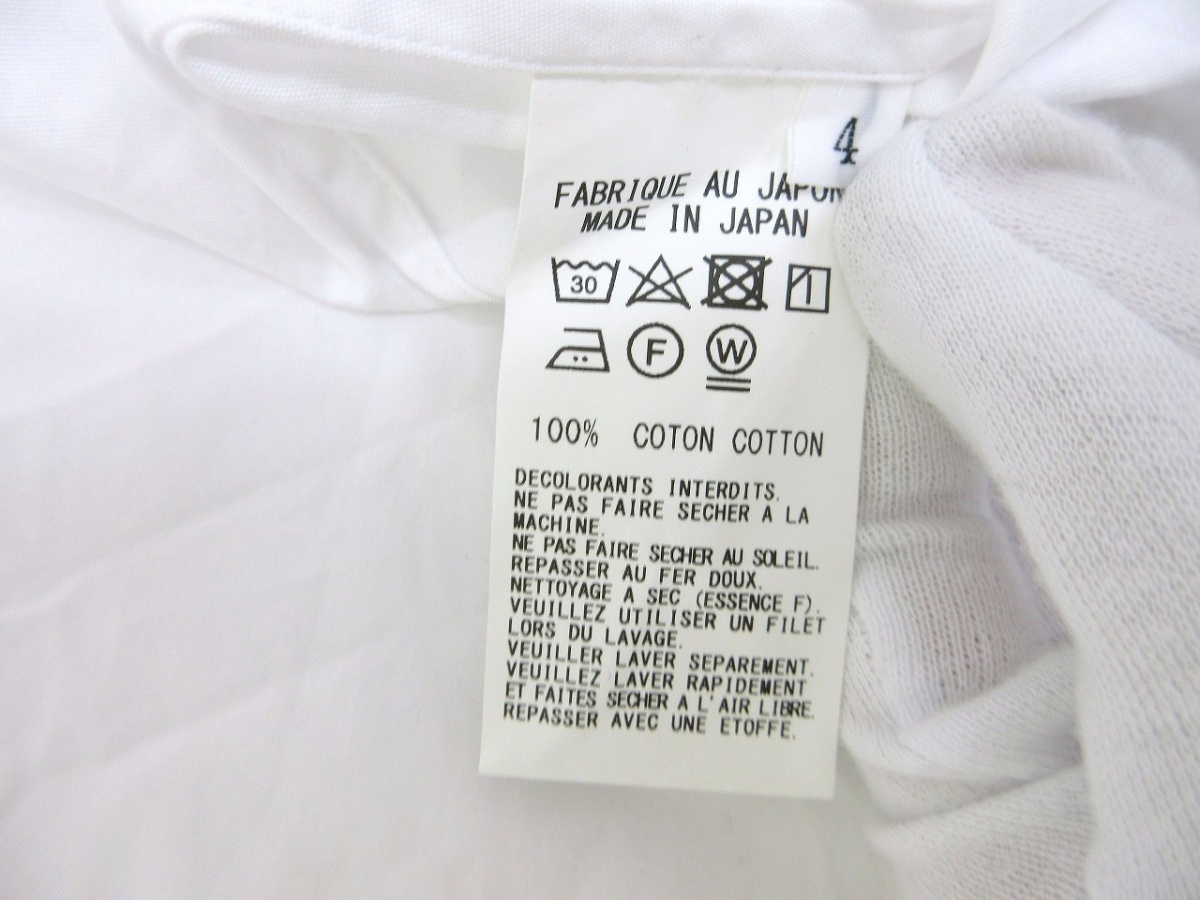 4
FABRIQUE AU JAPON
MADE IN JAPAN
30
F W
100% COTON COTTON
DECOLORANTS INTERDITS.
NE PAS FAIRE SECHER A LA
MACHINE.
NE PAS FAIRE SECHER AU SOLEIL.
REPASSER AU FER DOUX.
NETTOYAGE A SEC (ESSENCE F).
VEUILLEZ UTILISER UN FILET
LORS DU LAVAGE.
VEUILLER LAVER SEPAREMENT.
VEUILLEZ LAVER RAPIDEMENT
ET FAITES SECHER A L'AIR LIBRE.
REPASSER AVEC UNE ETOFFE.